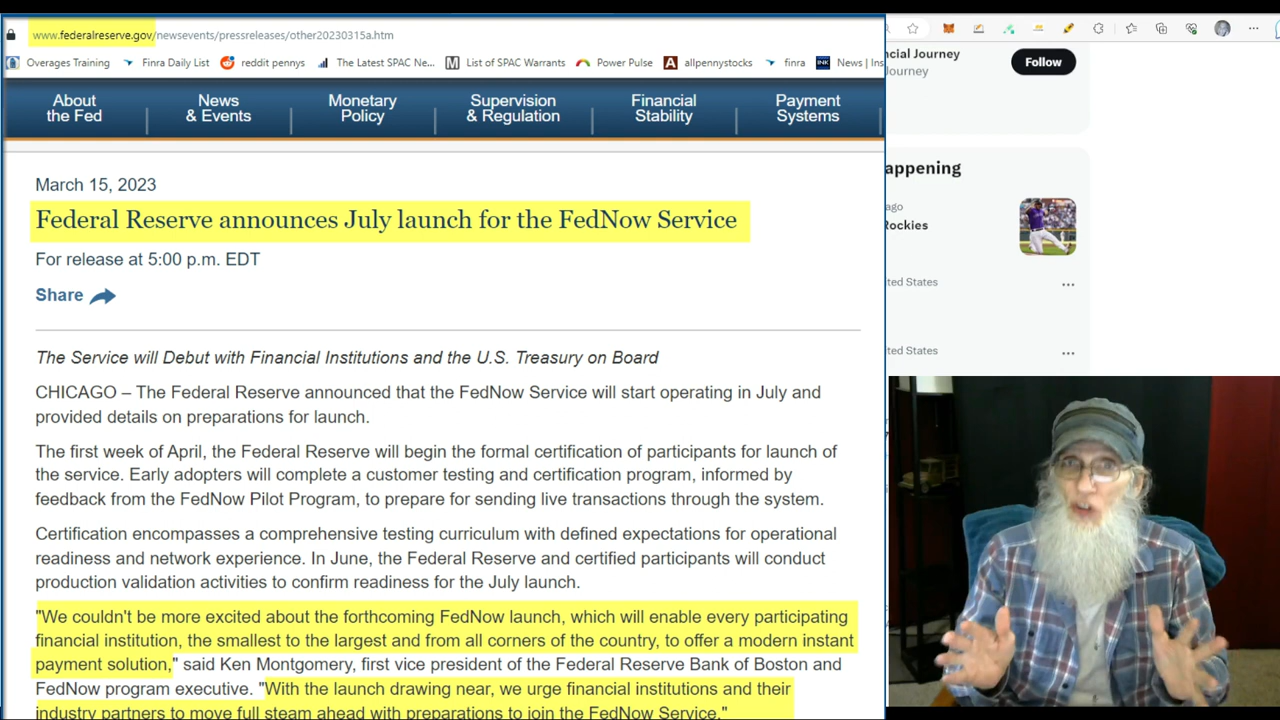 www.federalreserve.gov/newsevents/pressreleases/other20230315a.htm
Overages Training Finra Daily List reddit pennys The Latest SPAC Ne... List of SPAC Warrants Power Pulse allpennystocks finra INK News | Ins
About the Fed
News & Events
Monetary Policy
Supervision & Regulation
Financial Stability
Payment Systems
March 15, 2023
Federal Reserve announces July launch for the FedNow Service
For release at 5:00 p.m. EDT
Share
The Service will Debut with Financial Institutions and the U.S. Treasury on Board
CHICAGO – The Federal Reserve announced that the FedNow Service will start operating in July and
provided details on preparations for launch.
The first week of April, the Federal Reserve will begin the formal certification of participants for launch of
the service. Early adopters will complete a customer testing and certification program, informed by
feedback from the FedNow Pilot Program, to prepare for sending live transactions through the system.
Certification encompasses a comprehensive testing curriculum with defined expectations for operational
readiness and network experience. In June, the Federal Reserve and certified participants will conduct
production validation activities to confirm readiness for the July launch.
"We couldn't be more excited about the forthcoming FedNow launch, which will enable every participating
financial institution, the smallest to the largest and from all corners of the country, to offer a modern instant
payment solution," said Ken Montgomery, first vice president of the Federal Reserve Bank of Boston and
FedNow program executive. "With the launch drawing near, we urge financial institutions and their
industry partners to move full steam ahead with preparations to join the FedNow Service."
ncial Journey
Journey
Follow
appening
ago
Rockies
ted States
...
ted States
...